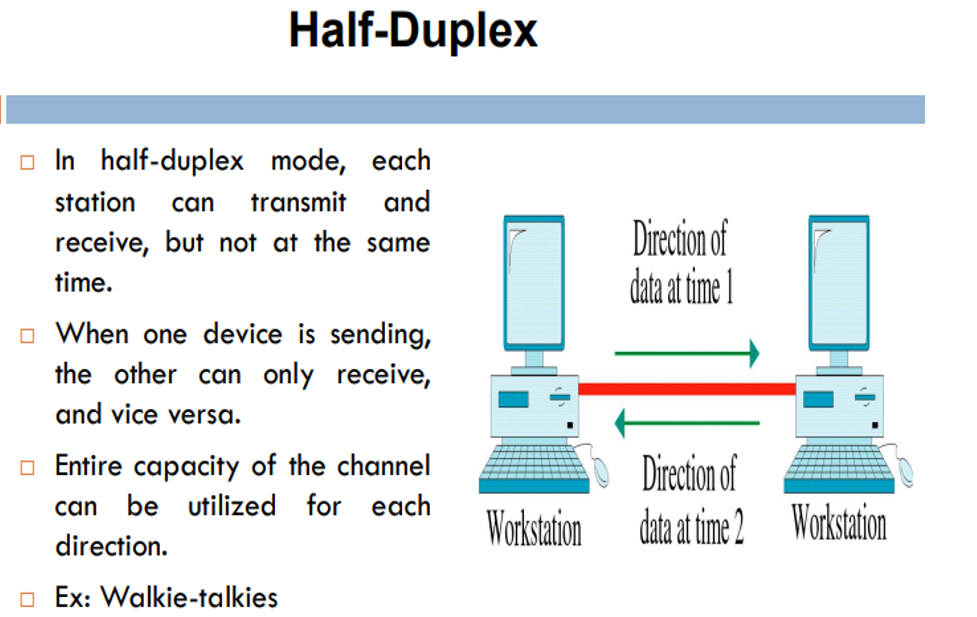 Half-Duplex
□ In half-duplex mode, each
station can transmit and
receive, but not at the same
time.
□ When one device is sending,
the other can only receive,
and vice versa.
□ Entire capacity of the channel
can be utilized for each
direction.
□ Ex: Walkie-talkies
Direction of
data at time 1
Direction of
data at time 2
Workstation
Workstation